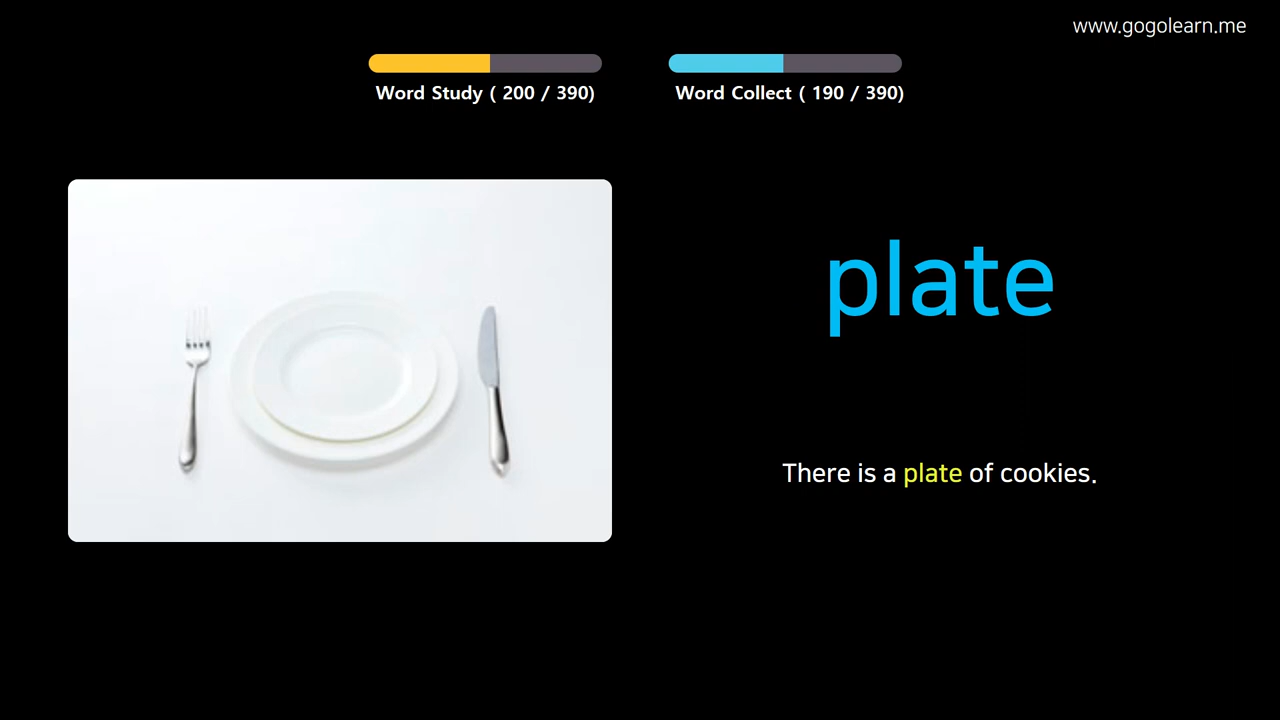 www.gogolearn.me
Word Study ( 200 / 390)
Word Collect ( 190 / 390)
plate
There is a plate of cookies.